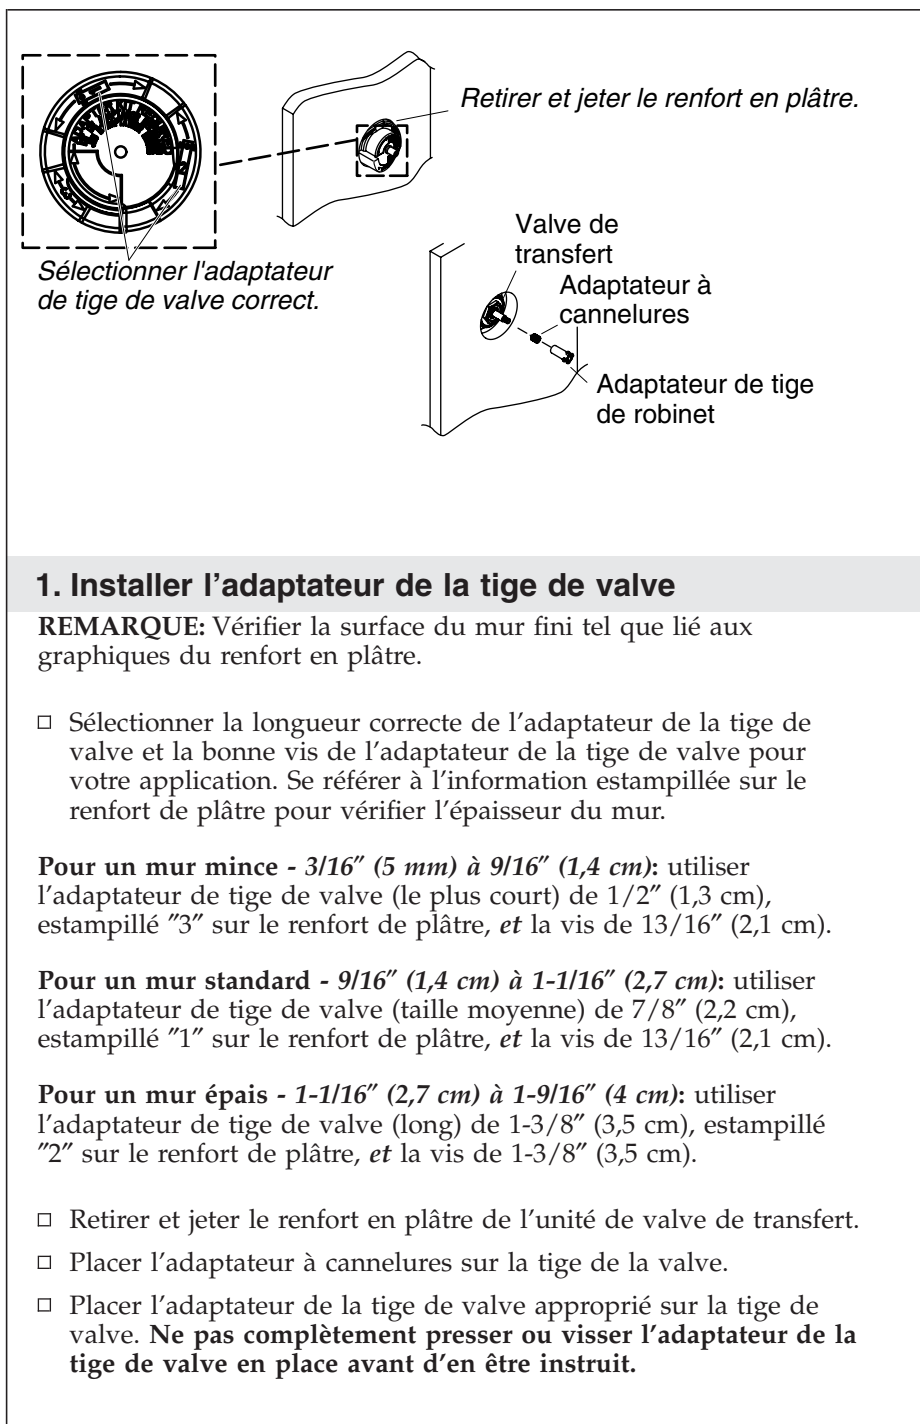 Retirer et jeter le renfort en plâtre.
Sélectionner l'adaptateur
de tige de valve correct.
Valve de
transfert
Adaptateur à
cannelures
Adaptateur de tige
de robinet
1. Installer l’adaptateur de la tige de valve
REMARQUE: Vérifier la surface du mur fini tel que lié aux
graphiques du renfort en plâtre.
□ Sélectionner la longueur correcte de l’adaptateur de la tige de
valve et la bonne vis de l’adaptateur de la tige de valve pour
votre application. Se référer à l’information estampillée sur le
renfort de plâtre pour vérifier l’épaisseur du mur.
Pour un mur mince - 3/16″ (5 mm) à 9/16″ (1,4 cm): utiliser
l’adaptateur de tige de valve (le plus court) de 1/2″ (1,3 cm),
estampillé ″3″ sur le renfort de plâtre, et la vis de 13/16″ (2,1 cm).
Pour un mur standard - 9/16″ (1,4 cm) à 1-1/16″ (2,7 cm): utiliser
l’adaptateur de tige de valve (taille moyenne) de 7/8″ (2,2 cm),
estampillé ″1″ sur le renfort de plâtre, et la vis de 13/16″ (2,1 cm).
Pour un mur épais - 1-1/16″ (2,7 cm) à 1-9/16″ (4 cm): utiliser
l’adaptateur de tige de valve (long) de 1-3/8″ (3,5 cm), estampillé
″2″ sur le renfort de plâtre, et la vis de 1-3/8″ (3,5 cm).
□ Retirer et jeter le renfort en plâtre de l’unité de valve de transfert.
□ Placer l’adaptateur à cannelures sur la tige de la valve.
□ Placer l’adaptateur de la tige de valve approprié sur la tige de
valve. Ne pas complètement presser ou visser l’adaptateur de la
tige de valve en place avant d’en être instruit.